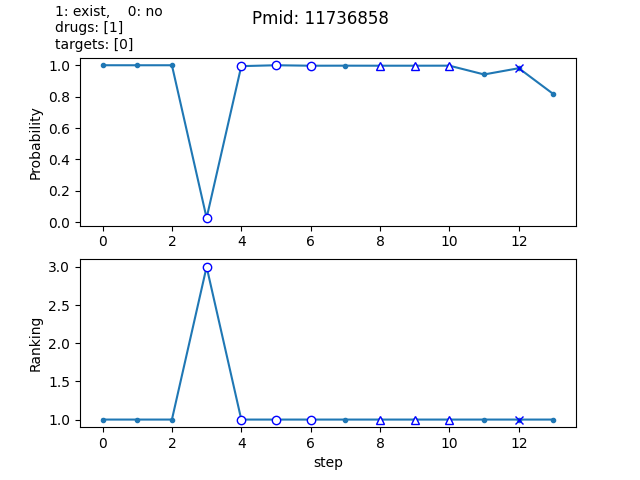 1: exist,    0: no
drugs: [1]
targets: [0]
Pmid: 11736858
1.0
0.8
0.6
0.4
0.2
0.0
Probability
0 2 4 6 8 10 12
3.0
2.5
2.0
1.5
1.0
Ranking
0 2 4 6 8 10 12
step